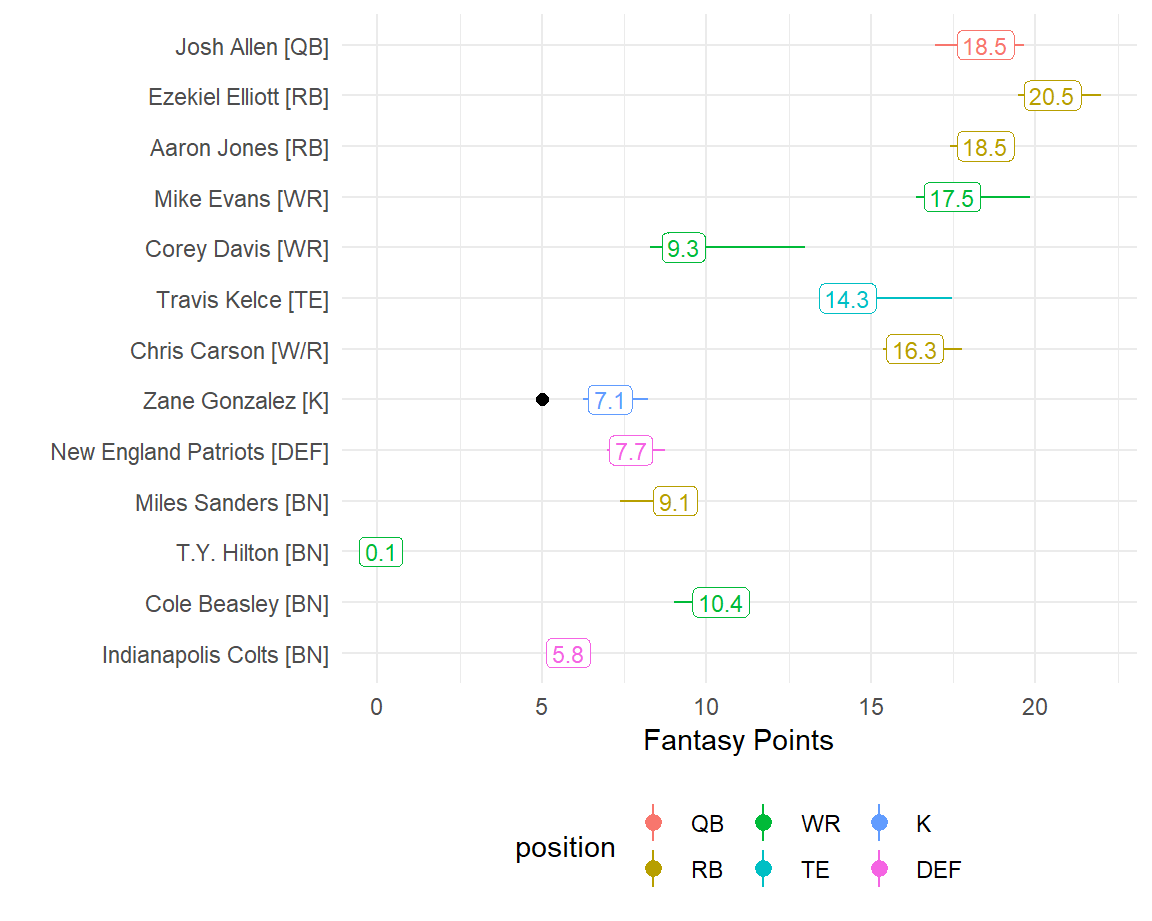 Josh Allen [QB] 18.5
Ezekiel Elliott [RB] 20.5
Aaron Jones [RB] 18.5
Mike Evans [WR] 17.5
Corey Davis [WR] 9.3
Travis Kelce [TE] 14.3
Chris Carson [W/R] 16.3
Zane Gonzalez [K] 7.1
New England Patriots [DEF] 7.7
Miles Sanders [BN] 9.1
T.Y. Hilton [BN] 0.1
Cole Beasley [BN] 10.4
Indianapolis Colts [BN] 5.8
0 5 10 15 20
Fantasy Points
position
QB WR K
RB TE DEF